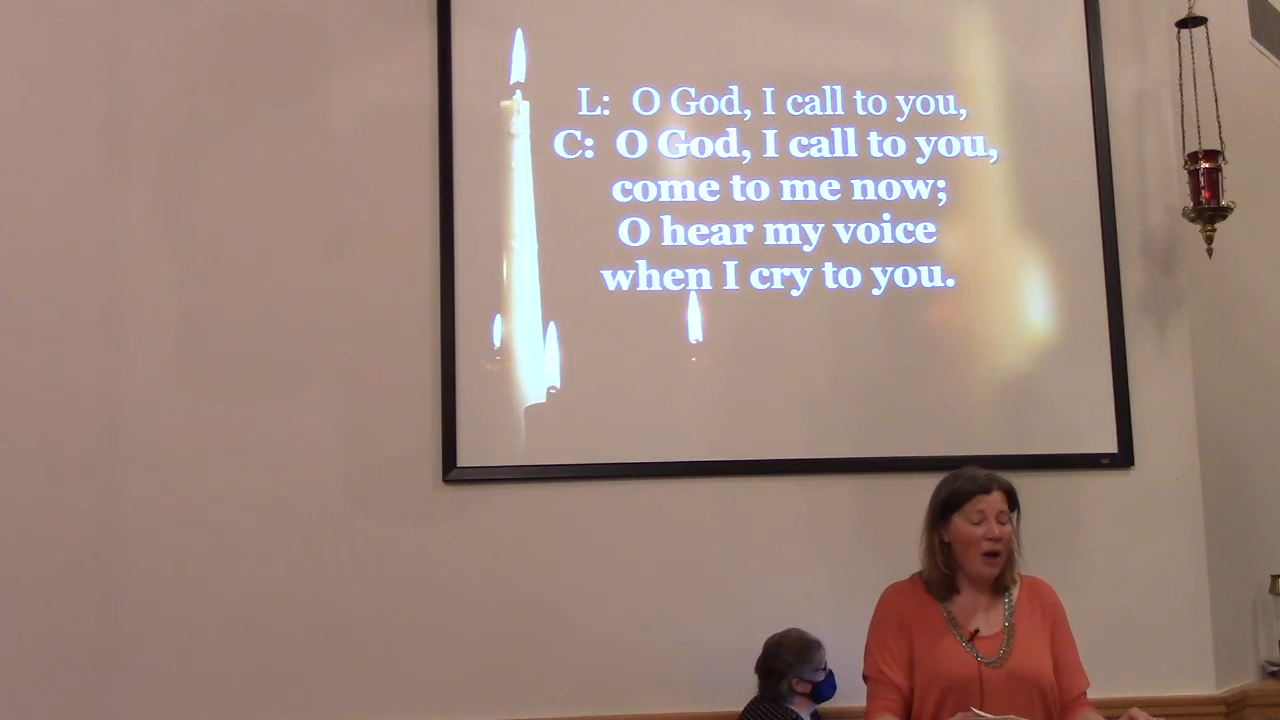 L: O God, I call to you,
C: O God, I call to you,
come to me now;
O hear my voice
when I cry to you.